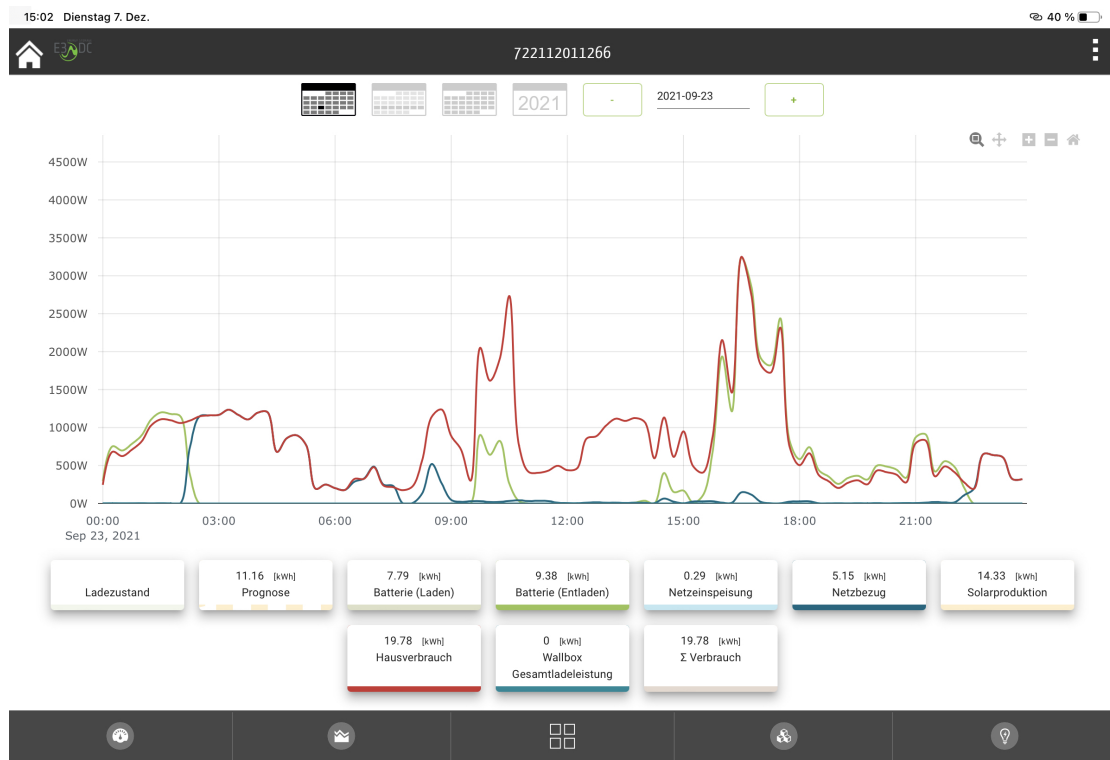 15:02 Dienstag 7. Dez.
40 %
E3/DC
722112011266
2021
-
2021-09-23
+
4500W
4000W
3500W
3000W
2500W
2000W
1500W
1000W
500W
0W
00:00 03:00 06:00 09:00 12:00 15:00 18:00 21:00
Sep 23, 2021
Ladezustand
11.16 [kWh]
Prognose
7.79 [kWh]
Batterie (Laden)
9.38 [kWh]
Batterie (Entladen)
0.29 [kWh]
Netzeinspeisung
5.15 [kWh]
Netzbezug
14.33 [kWh]
Solarproduktion
19.78 [kWh]
Hausverbrauch
0 [kWh]
Wallbox
Gesamtladeleistung
19.78 [kWh]
Σ Verbrauch